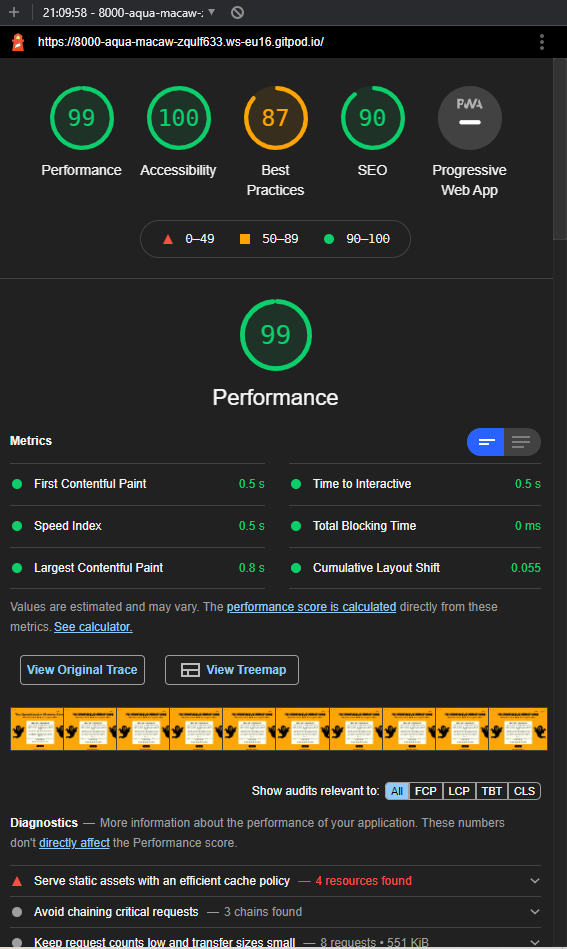 21:09:58 - 8000-aqua-macaw-:
https://8000-aqua-macaw-zqulf633.ws-eu16.gitpod.io/
99 100 87 90 PWA
Performance Accessibility Best Practices SEO Progressive Web App
0–49 50–89 90–100
99
Performance
Metrics
First Contentful Paint 0.5 s Time to Interactive 0.5 s
Speed Index 0.5 s Total Blocking Time 0 ms
Largest Contentful Paint 0.8 s Cumulative Layout Shift 0.055
Values are estimated and may vary. The performance score is calculated directly from these
metrics. See calculator.
View Original Trace View Treemap
Show audits relevant to: All FCP LCP TBT CLS
Diagnostics — More information about the performance of your application. These numbers
don't directly affect the Performance score.
Serve static assets with an efficient cache policy — 4 resources found
Avoid chaining critical requests — 3 chains found
Keep request counts low and transfer sizes small — 8 requests • 551 KiB